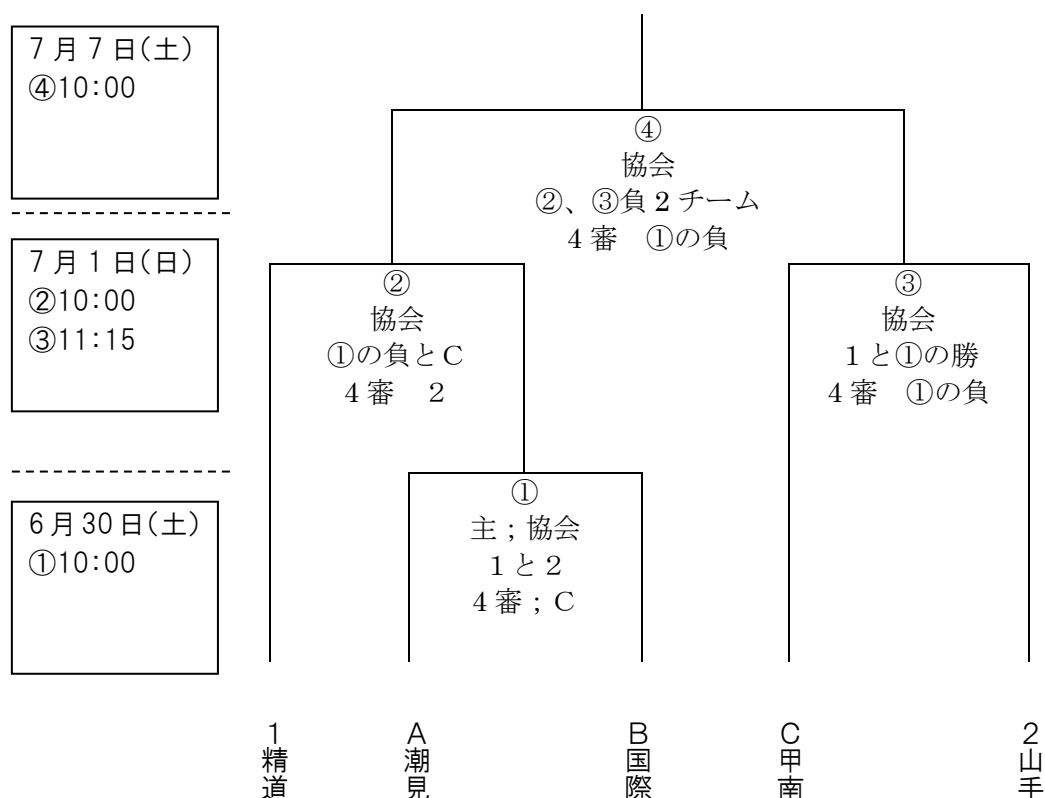 7月7日(土)
④10:00
④
協会
②、③負2チーム
4審　①の負
7月1日(日)
②10:00
③11:15
②
協会
①の負とC
4審　2
③
協会
1と①の勝
4審　①の負
6月30日(土)
①10:00
①
主；協会
1と2
4審；C
1精道
A潮見
B国際
C甲南
2山手